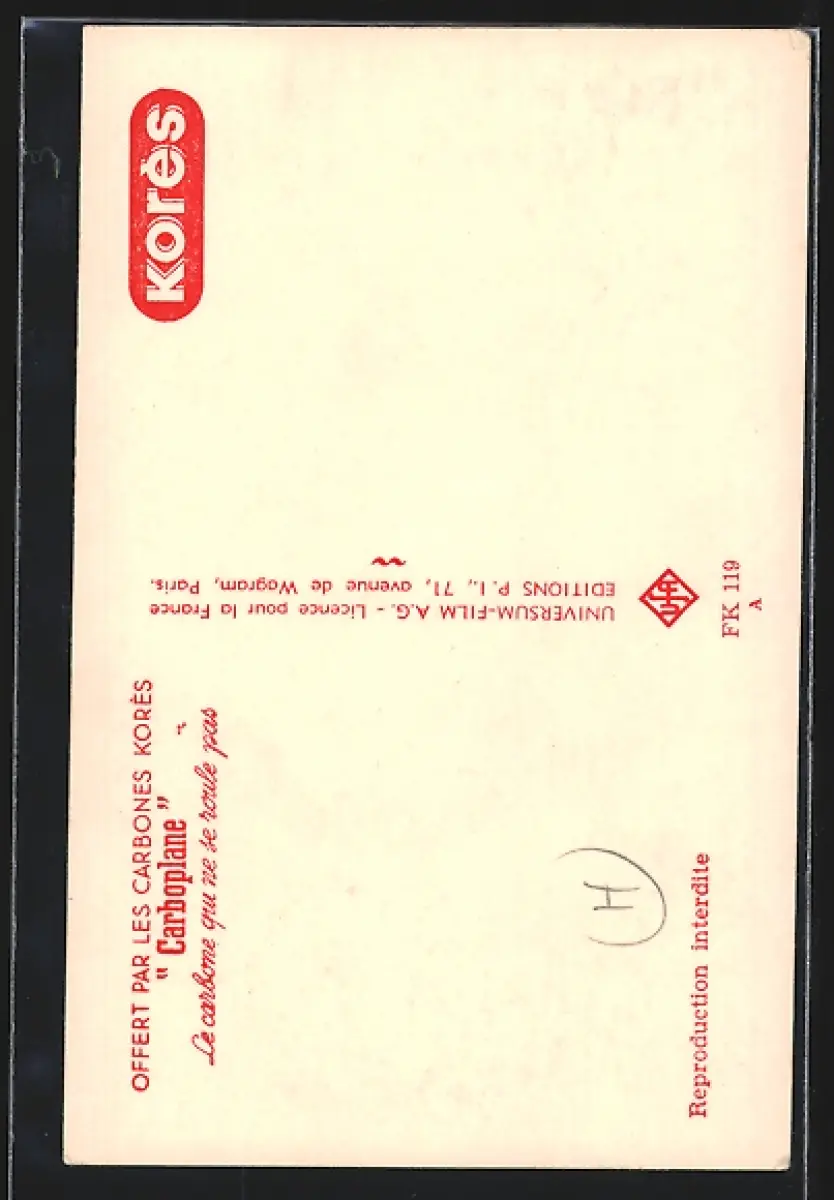 OFFERT PAR LES CARBONES KORÈS
" Carboplane "
Le carbone qui ne se roule pas
Korès
UNIVERSUM-FILM A.G. - Licence pour la France
EDITIONS P. I., 71, avenue de Wagram, Paris.
H
Reproduction interdite
FK 119
A